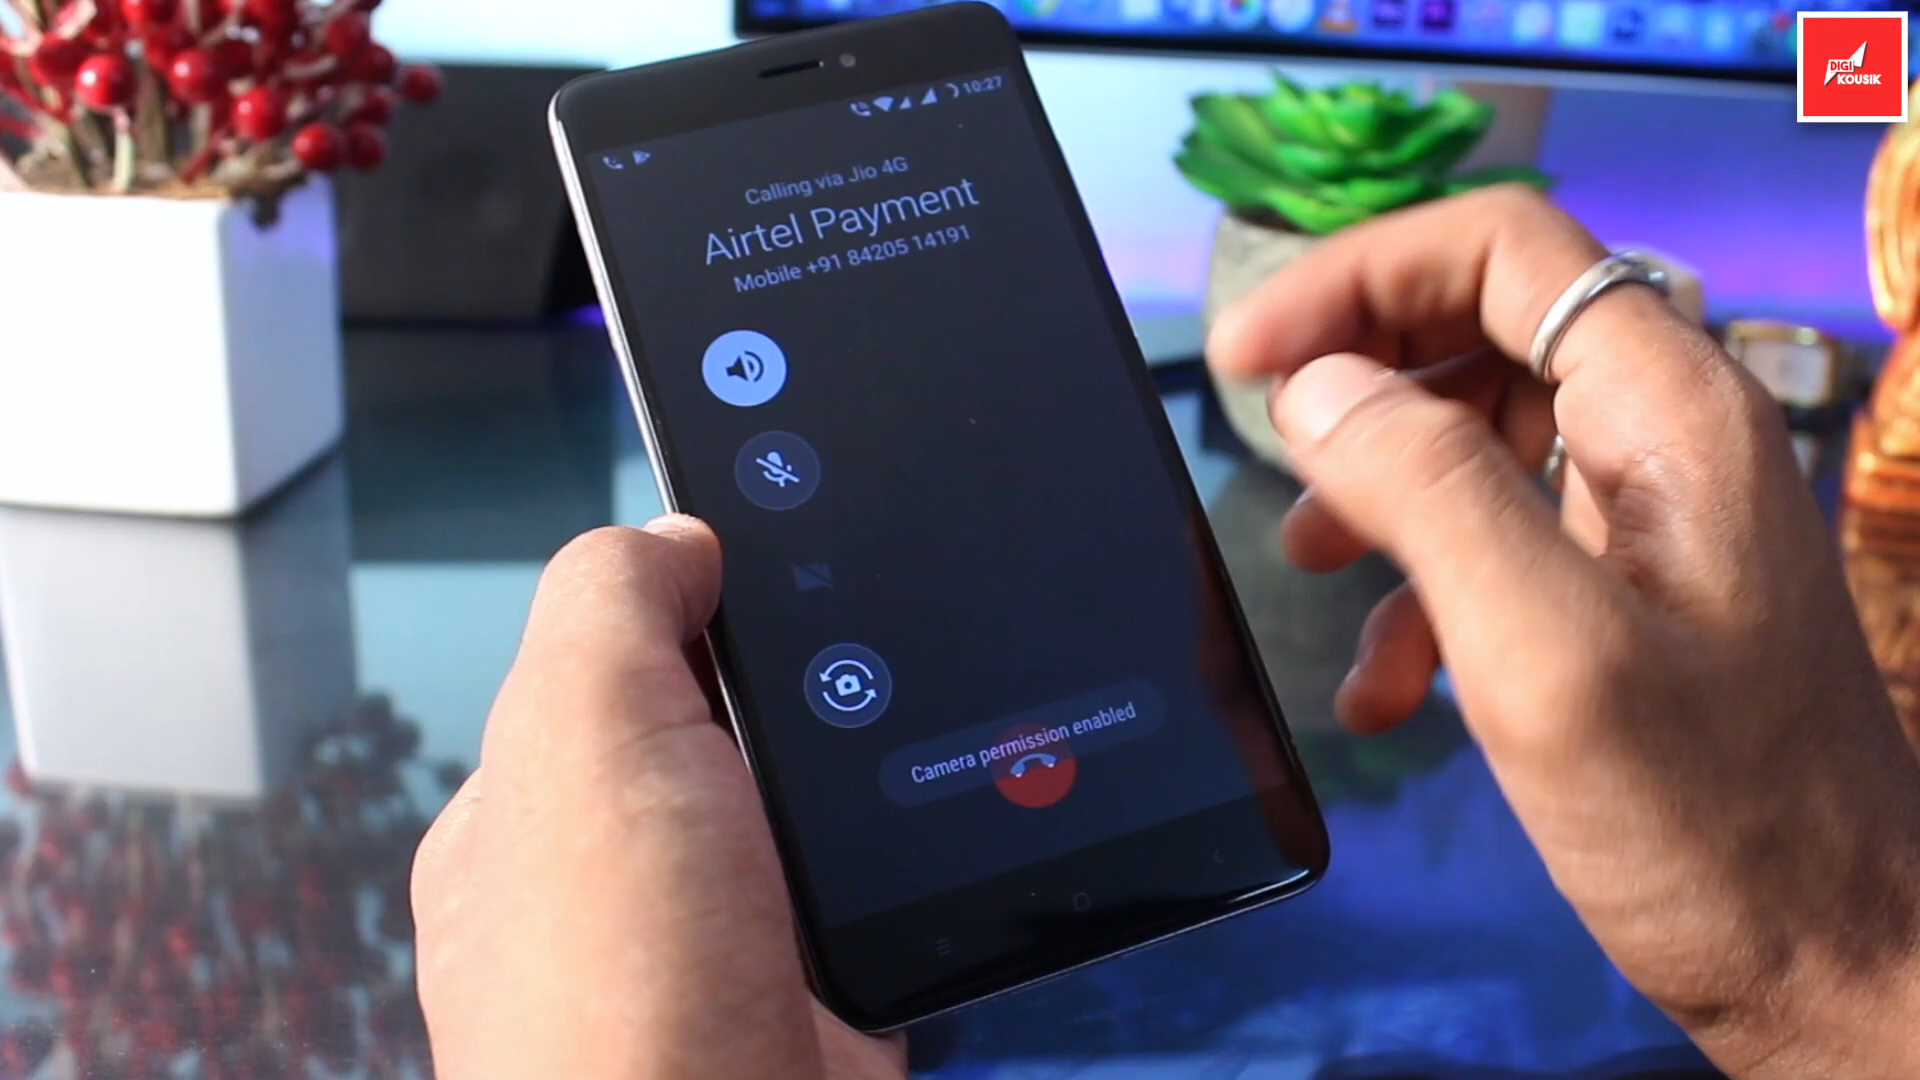 10:27
Calling via Jio 4G
Airtel Payment
Mobile +91 84205 14191
Camera permission enabled
DIGI
KOUSIK